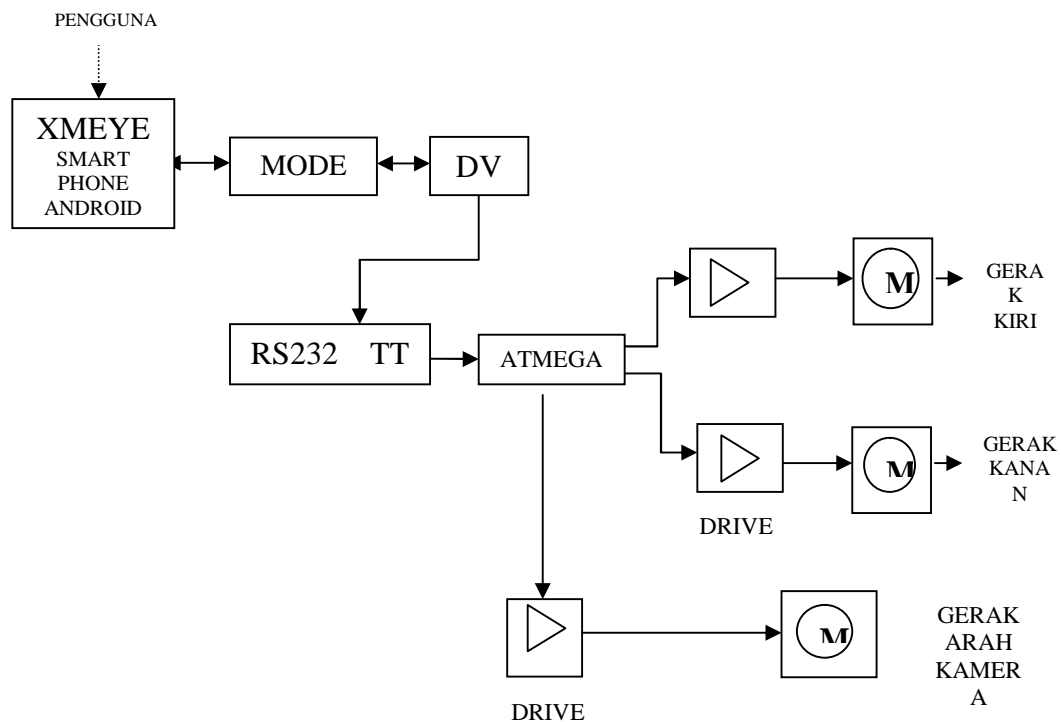 PENGGUNA
XMEYE
SMART
PHONE
ANDROID
MODE
DV
RS232 TT
ATMEGA
M
GERA
K
KIRI
M
GERAK
KANA
N
DRIVE
M
GERAK
ARAH
KAMER
A
DRIVE